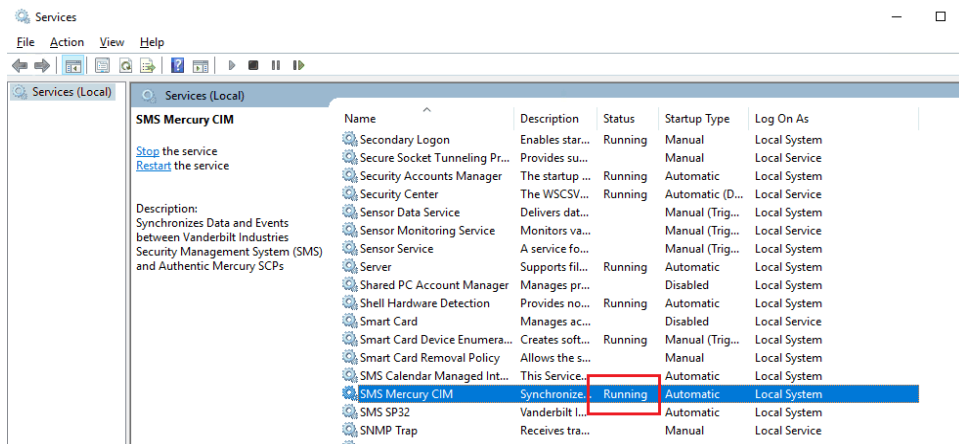 Services
File Action View Help
Services (Local)
Services (Local)
SMS Mercury CIM
Stop the service
Restart the service
Description:
Synchronizes Data and Events
between Vanderbilt Industries
Security Management System (SMS)
and Authentic Mercury SCPs
Name Description Status Startup Type Log On As
Secondary Logon Enables star... Running Manual Local System
Secure Socket Tunneling Pr... Provides su... Manual Local Service
Security Accounts Manager The startup ... Running Automatic Local System
Security Center The WSCSV... Running Automatic (D... Local Service
Sensor Data Service Delivers dat... Manual (Trig... Local System
Sensor Monitoring Service Monitors va... Manual (Trig... Local Service
Sensor Service A service fo... Manual (Trig... Local System
Server Supports fil... Running Automatic Local System
Shared PC Account Manager Manages pr... Disabled Local System
Shell Hardware Detection Provides no... Running Automatic Local System
Smart Card Manages ac... Disabled Local Service
Smart Card Device Enumera... Creates soft... Running Manual (Trig... Local System
Smart Card Removal Policy Allows the s... Manual Local System
SMS Calendar Managed Int... This Service... Automatic Local System
SMS Mercury CIM Synchronize... Running Automatic Local System
SMS SP32 Vanderbilt I... Automatic Local System
SNMP Trap Receives tra... Manual Local Service